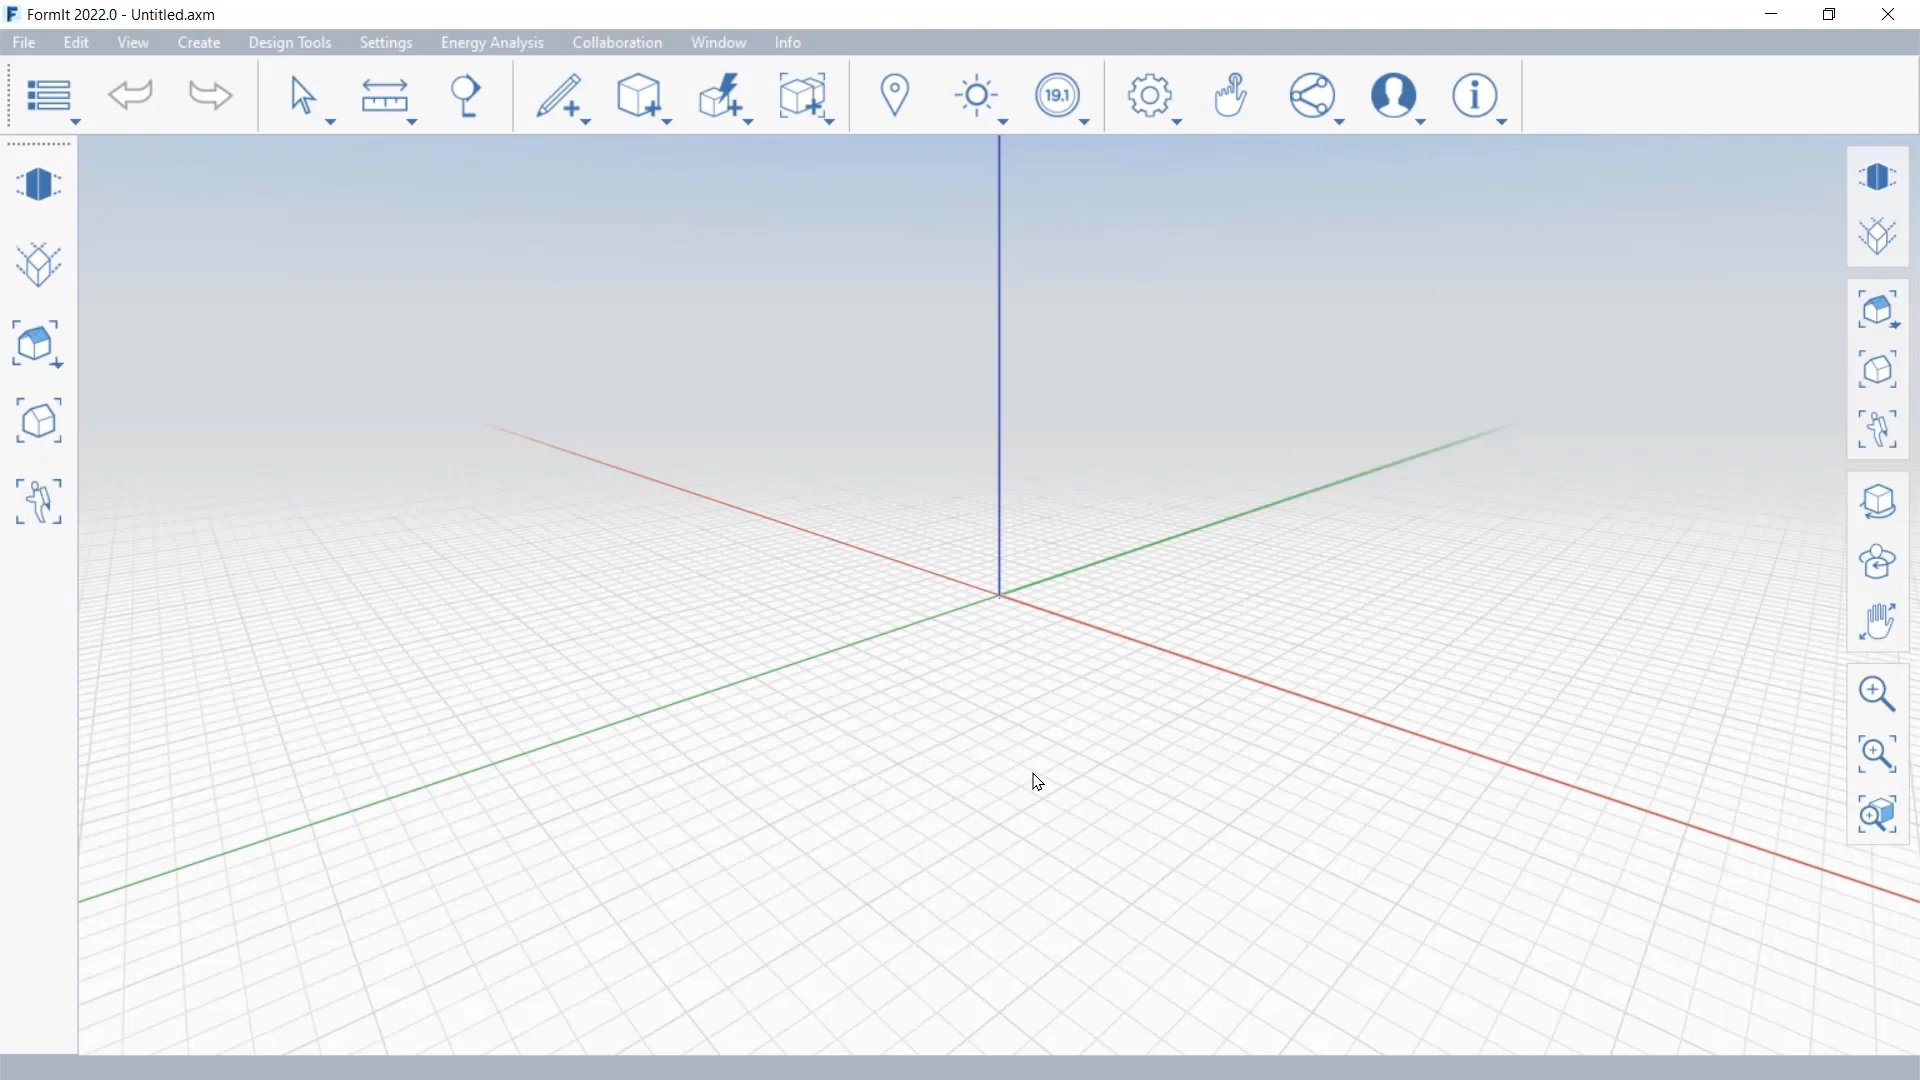 FormIt 2022.0 - Untitled.axm
File Edit View Create Design Tools Settings Energy Analysis Collaboration Window Info
19.1